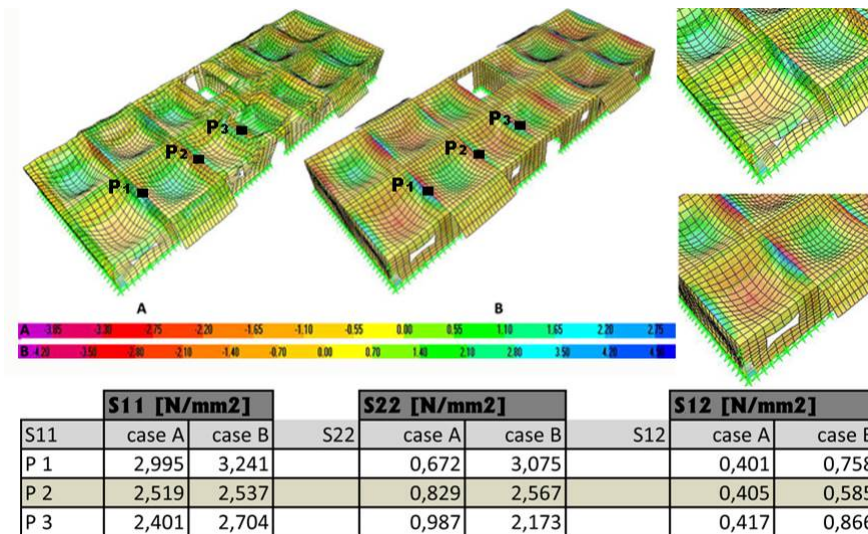 P1 P2 P3
P1 P2 P3
A B
A -3.85 -3.30 -2.75 -2.20 -1.65 -1.10 -0.55 0.00 0.55 1.10 1.65 2.20 2.75
B -4.20 -3.50 -2.80 -2.10 -1.40 -0.70 0.00 0.70 1.40 2.10 2.80 3.50 4.20
S11 [N/mm2] S22 [N/mm2] S12 [N/mm2]
S11 case A case B S22 case A case B S12 case A case B
P 1 2,995 3,241 0,672 3,075 0,401 0,758
P 2 2,519 2,537 0,829 2,567 0,405 0,585
P 3 2,401 2,704 0,987 2,173 0,417 0,866